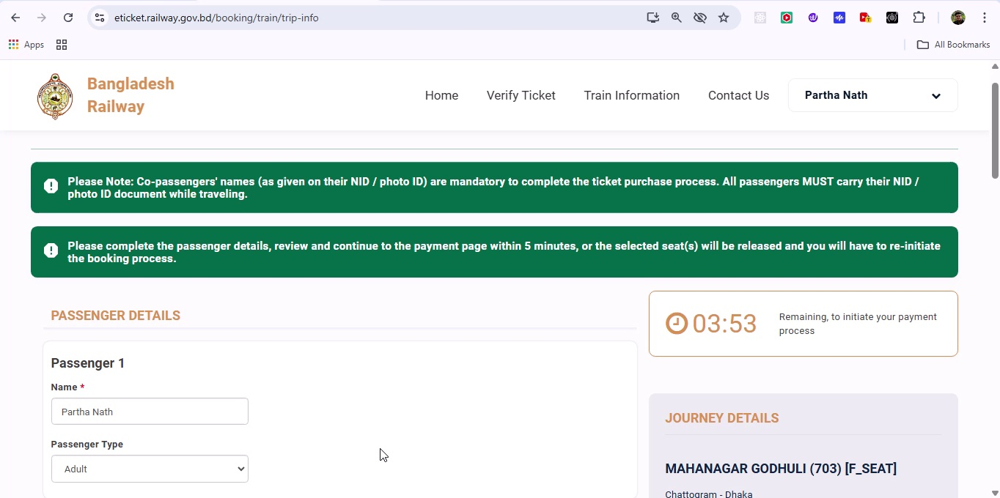 eticket.railway.gov.bd/booking/train/trip-info
Apps
All Bookmarks
Bangladesh
Railway
Home
Verify Ticket
Train Information
Contact Us
Partha Nath
Please Note: Co-passengers' names (as given on their NID / photo ID) are mandatory to complete the ticket purchase process. All passengers MUST carry their NID /
photo ID document while traveling.
Please complete the passenger details, review and continue to the payment page within 5 minutes, or the selected seat(s) will be released and you will have to re-initiate
the booking process.
PASSENGER DETAILS
Passenger 1
Name *
Partha Nath
Passenger Type
Adult
03:53
Remaining, to initiate your payment
process
JOURNEY DETAILS
MAHANAGAR GODHULI (703) [F_SEAT]
Chattogram - Dhaka